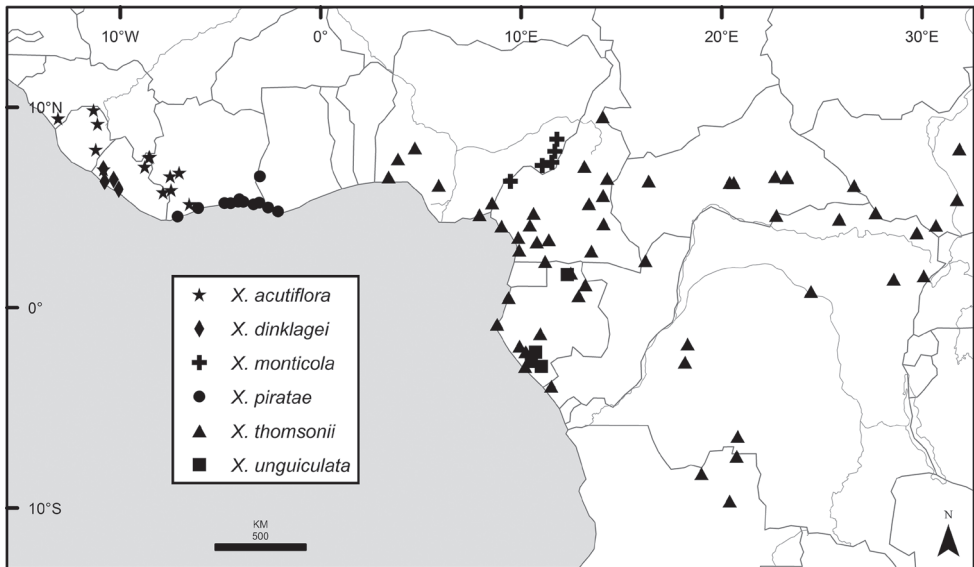 10°W 0° 10°E 20°E 30°E
10°N
0°
10°S
X. acutiflora
X. dinklagei
X. monticola
X. piratae
X. thomsonii
X. unguiculata
KM
500
N